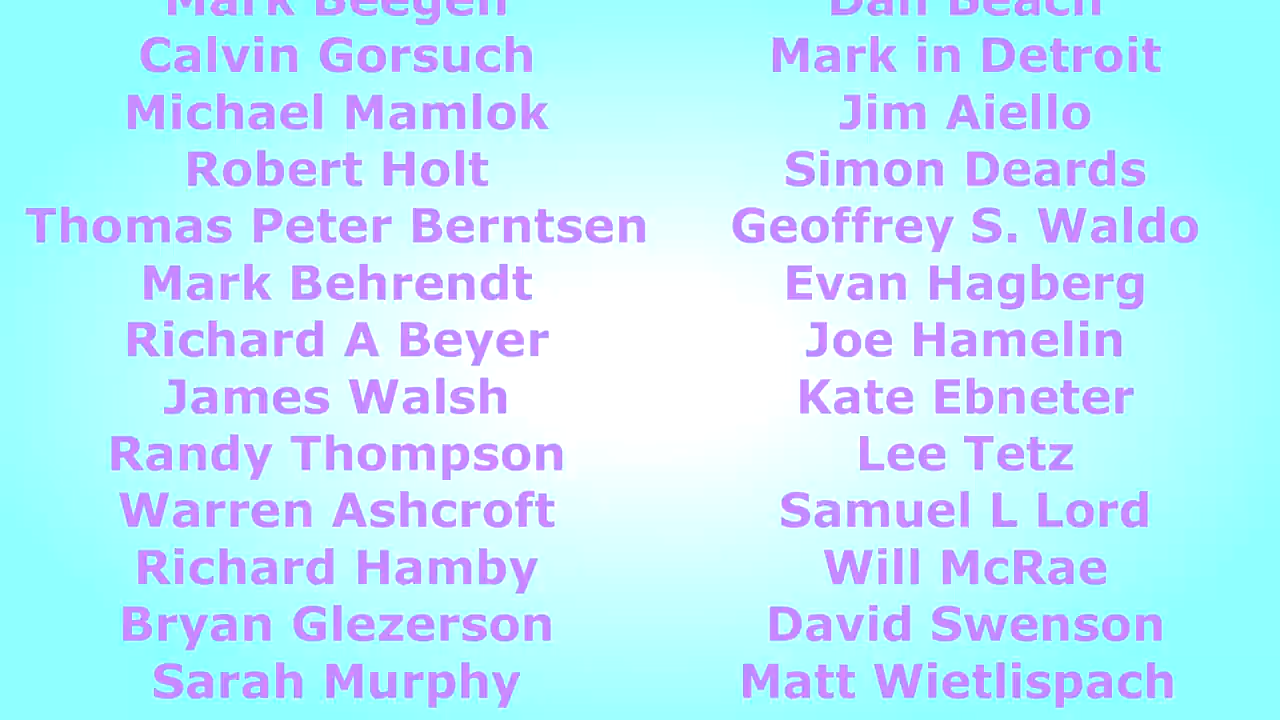 Mark Beegen
Dan Beach
Calvin Gorsuch
Mark in Detroit
Michael Mamlok
Jim Aiello
Robert Holt
Simon Deards
Thomas Peter Berntsen
Geoffrey S. Waldo
Mark Behrendt
Evan Hagberg
Richard A Beyer
Joe Hamelin
James Walsh
Kate Ebneter
Randy Thompson
Lee Tetz
Warren Ashcroft
Samuel L Lord
Richard Hamby
Will McRae
Bryan Glezerson
David Swenson
Sarah Murphy
Matt Wietlispach